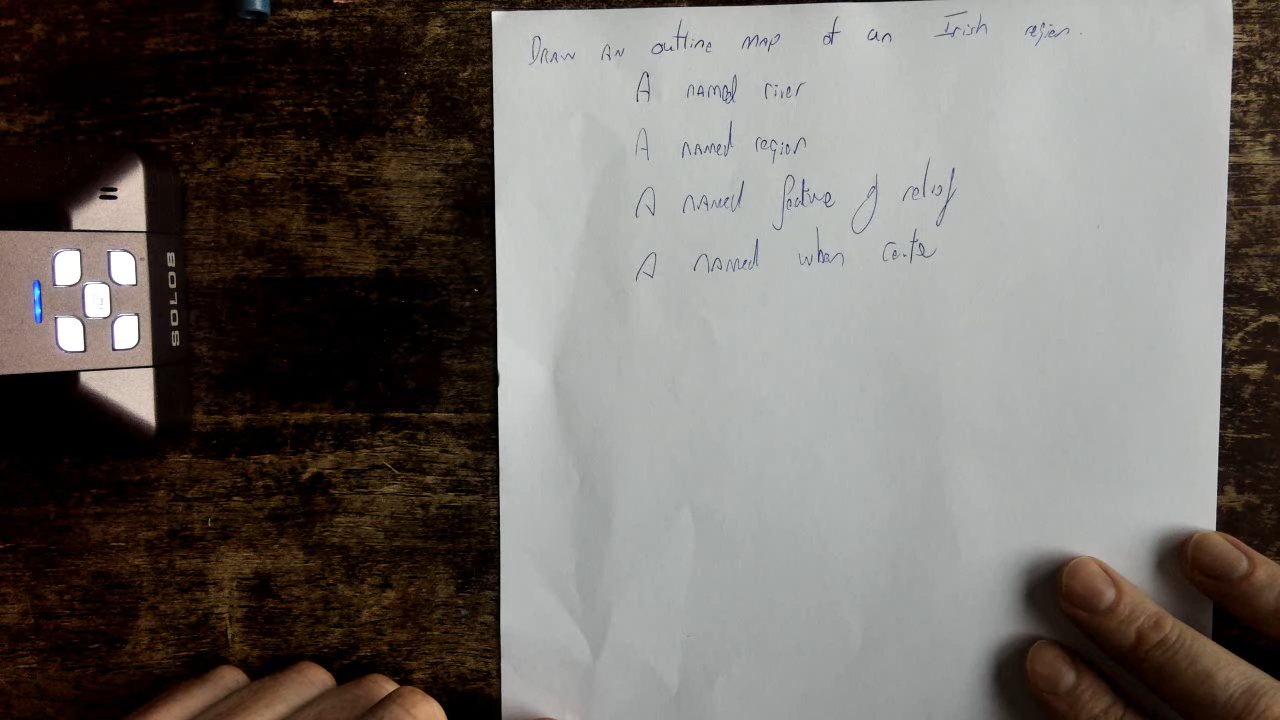 DRAW AN outline MAP of an Irish region.
A NAMED river
A NAMED region
A NAMED feature of relief
A NAMED urban centre
SOLO8